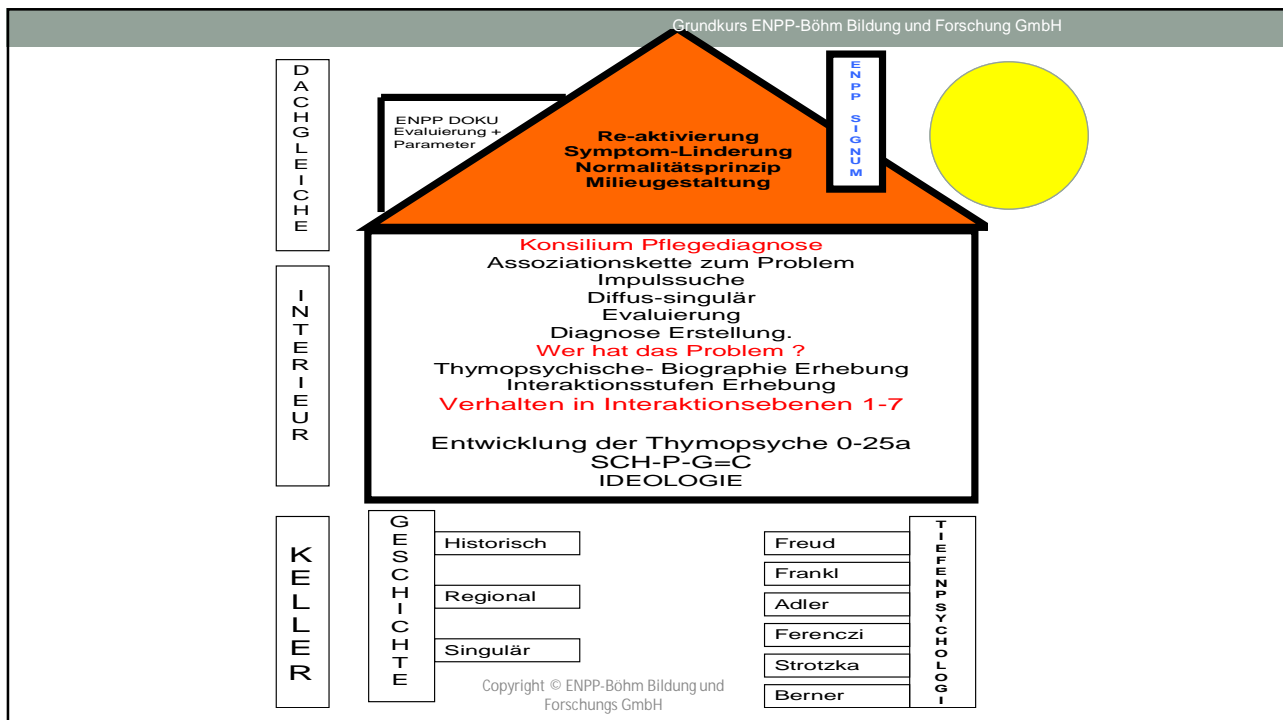 Grundkurs ENPP-Böhm Bildung und Forschung GmbH
DACHGLEICHE
ENPP DOKU
Evaluierung +
Parameter
Re-aktivierung
Symptom-Linderung
Normalitätsprinzip
Milieugestaltung
ENPP SIGNUM
INTERIEUR
Konsilium Pflegediagnose
Assoziationskette zum Problem
Impulssuche
Diffus-singulär
Evaluierung
Diagnose Erstellung.
Wer hat das Problem ?
Thymopsychische- Biographie Erhebung
Interaktionsstufen Erhebung
Verhalten in Interaktionsebenen 1-7
Entwicklung der Thymopsyche 0-25a
SCH-P-G=C
IDEOLOGIE
KELLER
GESCHICHTE
Historisch
Regional
Singulär
Freud
Frankl
Adler
Ferenczi
Strotzka
Berner
TIEFENPSYCHOLOGI
Copyright © ENPP-Böhm Bildung und
Forschungs GmbH